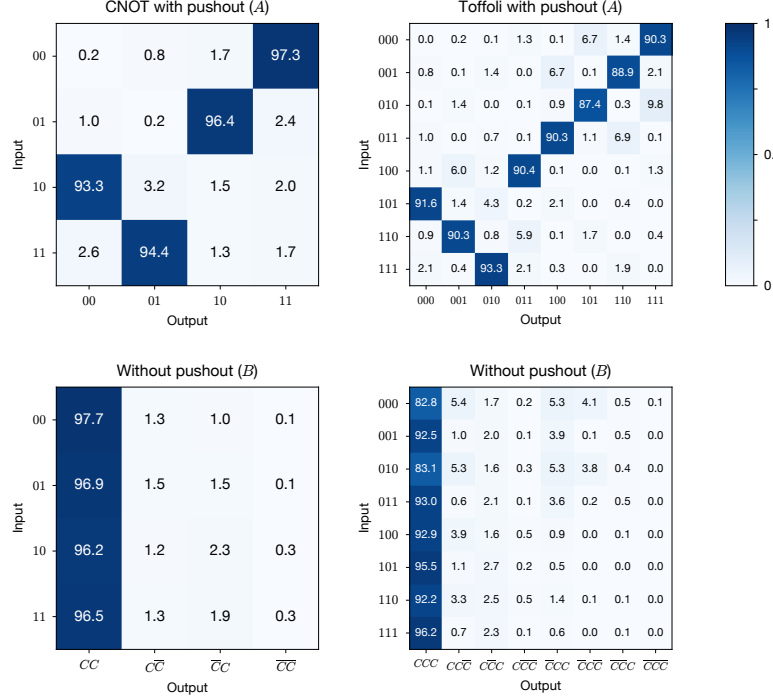 CNOT with pushout (A)
Input
00 0.2 0.8 1.7 97.3
01 1.0 0.2 96.4 2.4
10 93.3 3.2 1.5 2.0
11 2.6 94.4 1.3 1.7
00 01 10 11
Output
Toffoli with pushout (A)
Input
000 0.0 0.2 0.1 1.3 0.1 6.7 1.4 90.3
001 0.8 0.1 1.4 0.0 6.7 0.1 88.9 2.1
010 0.1 1.4 0.0 0.1 0.9 87.4 0.3 9.8
011 1.0 0.0 0.7 0.1 90.3 1.1 6.9 0.1
100 1.1 6.0 1.2 90.4 0.1 0.0 0.1 1.3
101 91.6 1.4 4.3 0.2 2.1 0.0 0.4 0.0
110 0.9 90.3 0.8 5.9 0.1 1.7 0.0 0.4
111 2.1 0.4 93.3 2.1 0.3 0.0 1.9 0.0
000 001 010 011 100 101 110 111
Output
1
0.
0
Without pushout (B)
Input
00 97.7 1.3 1.0 0.1
01 96.9 1.5 1.5 0.1
10 96.2 1.2 2.3 0.3
11 96.5 1.3 1.9 0.3
CC CC̅ C̅C C̅C̅
Output
Without pushout (B)
Input
000 82.8 5.4 1.7 0.2 5.3 4.1 0.5 0.1
001 92.5 1.0 2.0 0.1 3.9 0.1 0.5 0.0
010 83.1 5.3 1.6 0.3 5.3 3.8 0.4 0.0
011 93.0 0.6 2.1 0.1 3.6 0.2 0.5 0.0
100 92.9 3.9 1.6 0.5 0.9 0.0 0.1 0.0
101 95.5 1.1 2.7 0.2 0.5 0.0 0.0 0.0
110 92.2 3.3 2.5 0.5 1.4 0.1 0.1 0.0
111 96.2 0.7 2.3 0.1 0.6 0.0 0.1 0.0
CCC CCC̅ CC̅C CC̅C̅ C̅CC C̅CC̅ C̅C̅C C̅C̅C̅
Output